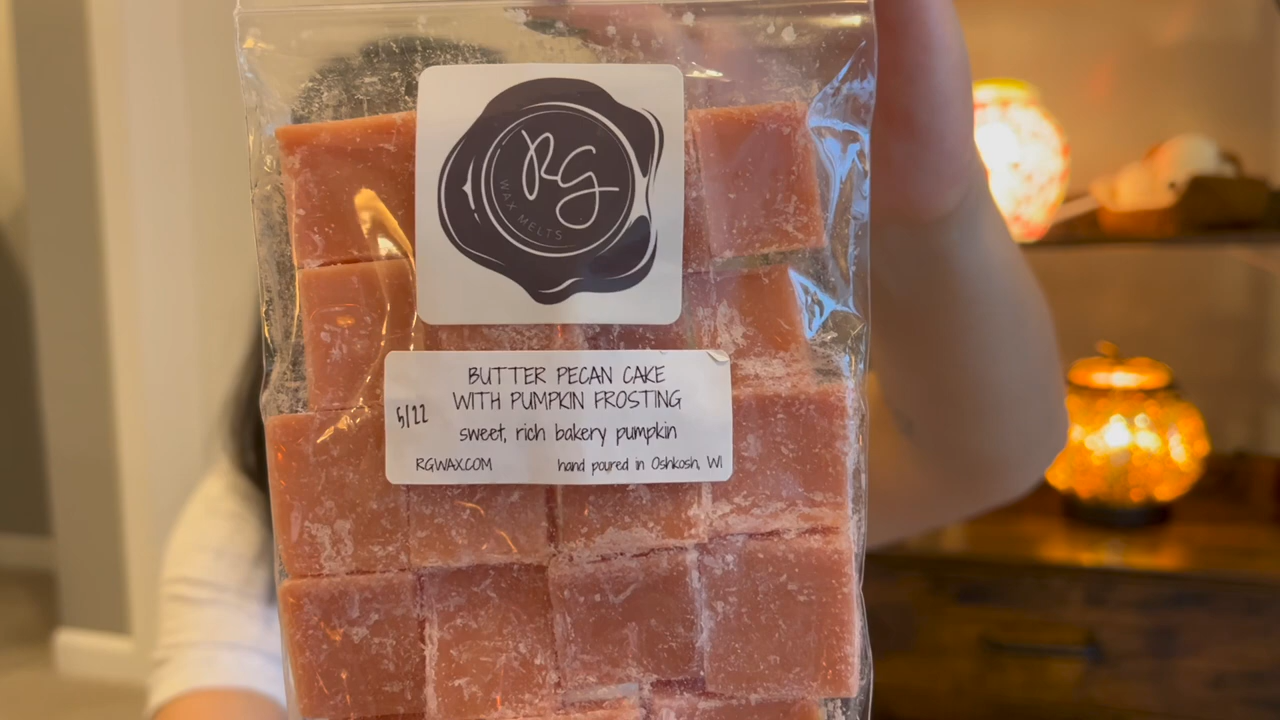 RG
WAX MELTS
BUTTER PECAN CAKE
WITH PUMPKIN FROSTING
5/22
sweet, rich bakery pumpkin
RGWAX.COM
hand poured in Oshkosh, WI